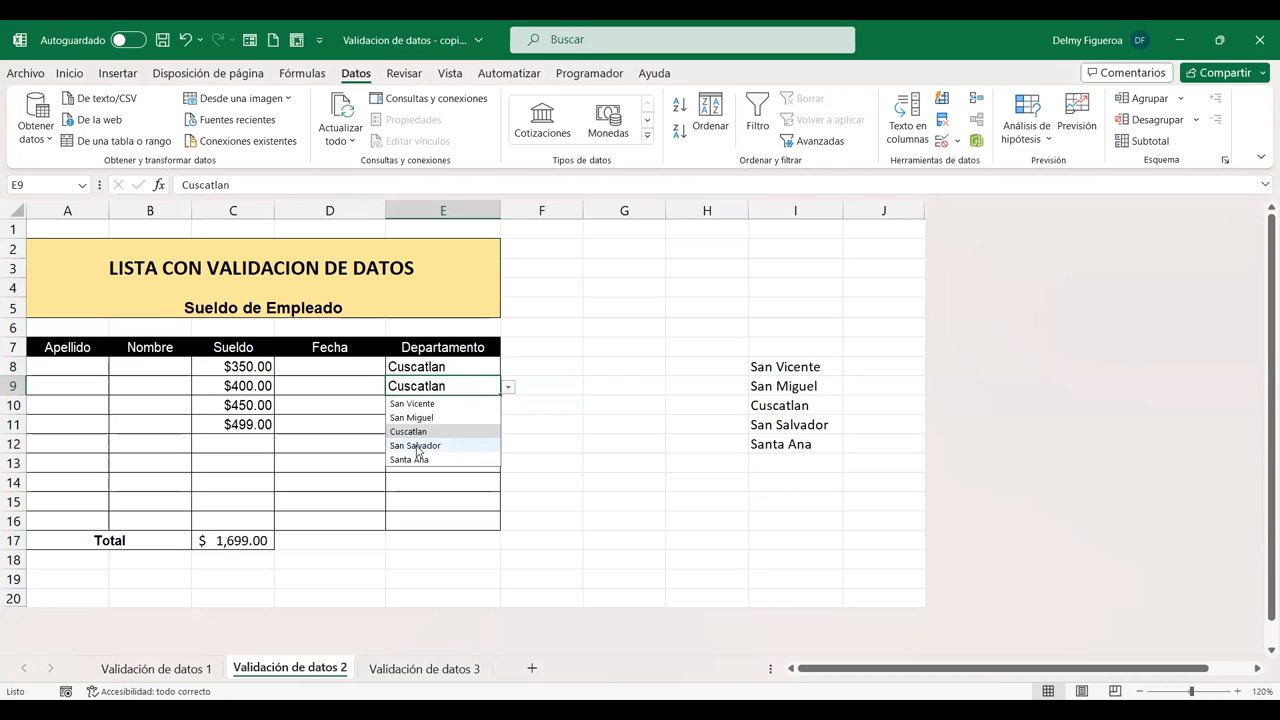 Autoguardado
Validacion de datos - copi...
Buscar
Delmy Figueroa
DF
Archivo Inicio Insertar Disposición de página Fórmulas Datos Revisar Vista Automatizar Programador Ayuda
Comentarios
Compartir
Obtener datos
De texto/CSV
De la web
De una tabla o rango
Desde una imagen
Fuentes recientes
Conexiones existentes
Obtener y transformar datos
Actualizar todo
Consultas y conexiones
Propiedades
Editar vínculos
Consultas y conexiones
Cotizaciones
Monedas
Tipos de datos
Ordenar
Filtro
Borrar
Volver a aplicar
Avanzadas
Ordenar y filtrar
Texto en columnas
Herramientas de datos
Análisis de hipótesis
Previsión
Previsión
Agrupar
Desagrupar
Subtotal
Esquema
E9
fx
Cuscatlan
A B C D E F G H I J
1
2
3 LISTA CON VALIDACION DE DATOS
4
5 Sueldo de Empleado
6
7 Apellido Nombre Sueldo Fecha Departamento
8 $350.00 Cuscatlan San Vicente
9 $400.00 Cuscatlan San Miguel
10 $450.00 San Vicente Cuscatlan
San Miguel
11 $499.00 Cuscatlan San Salvador
12 San Salvador Santa Ana
13 Santa Ana
14
15
16
17 Total $ 1,699.00
18
19
20
Validación de datos 1 Validación de datos 2 Validación de datos 3
Listo
Accesibilidad: todo correcto
120%